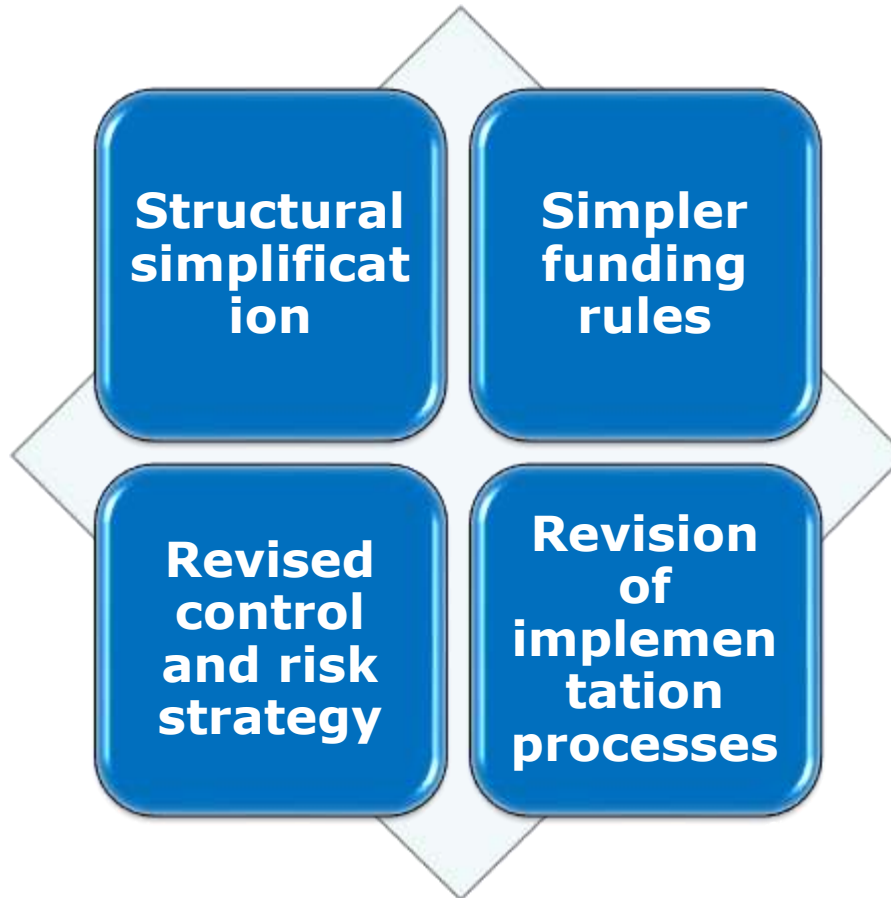 Structural
simplificat
ion
Simpler
funding
rules
Revised
control
and risk
strategy
Revision
of
implemen
tation
processes